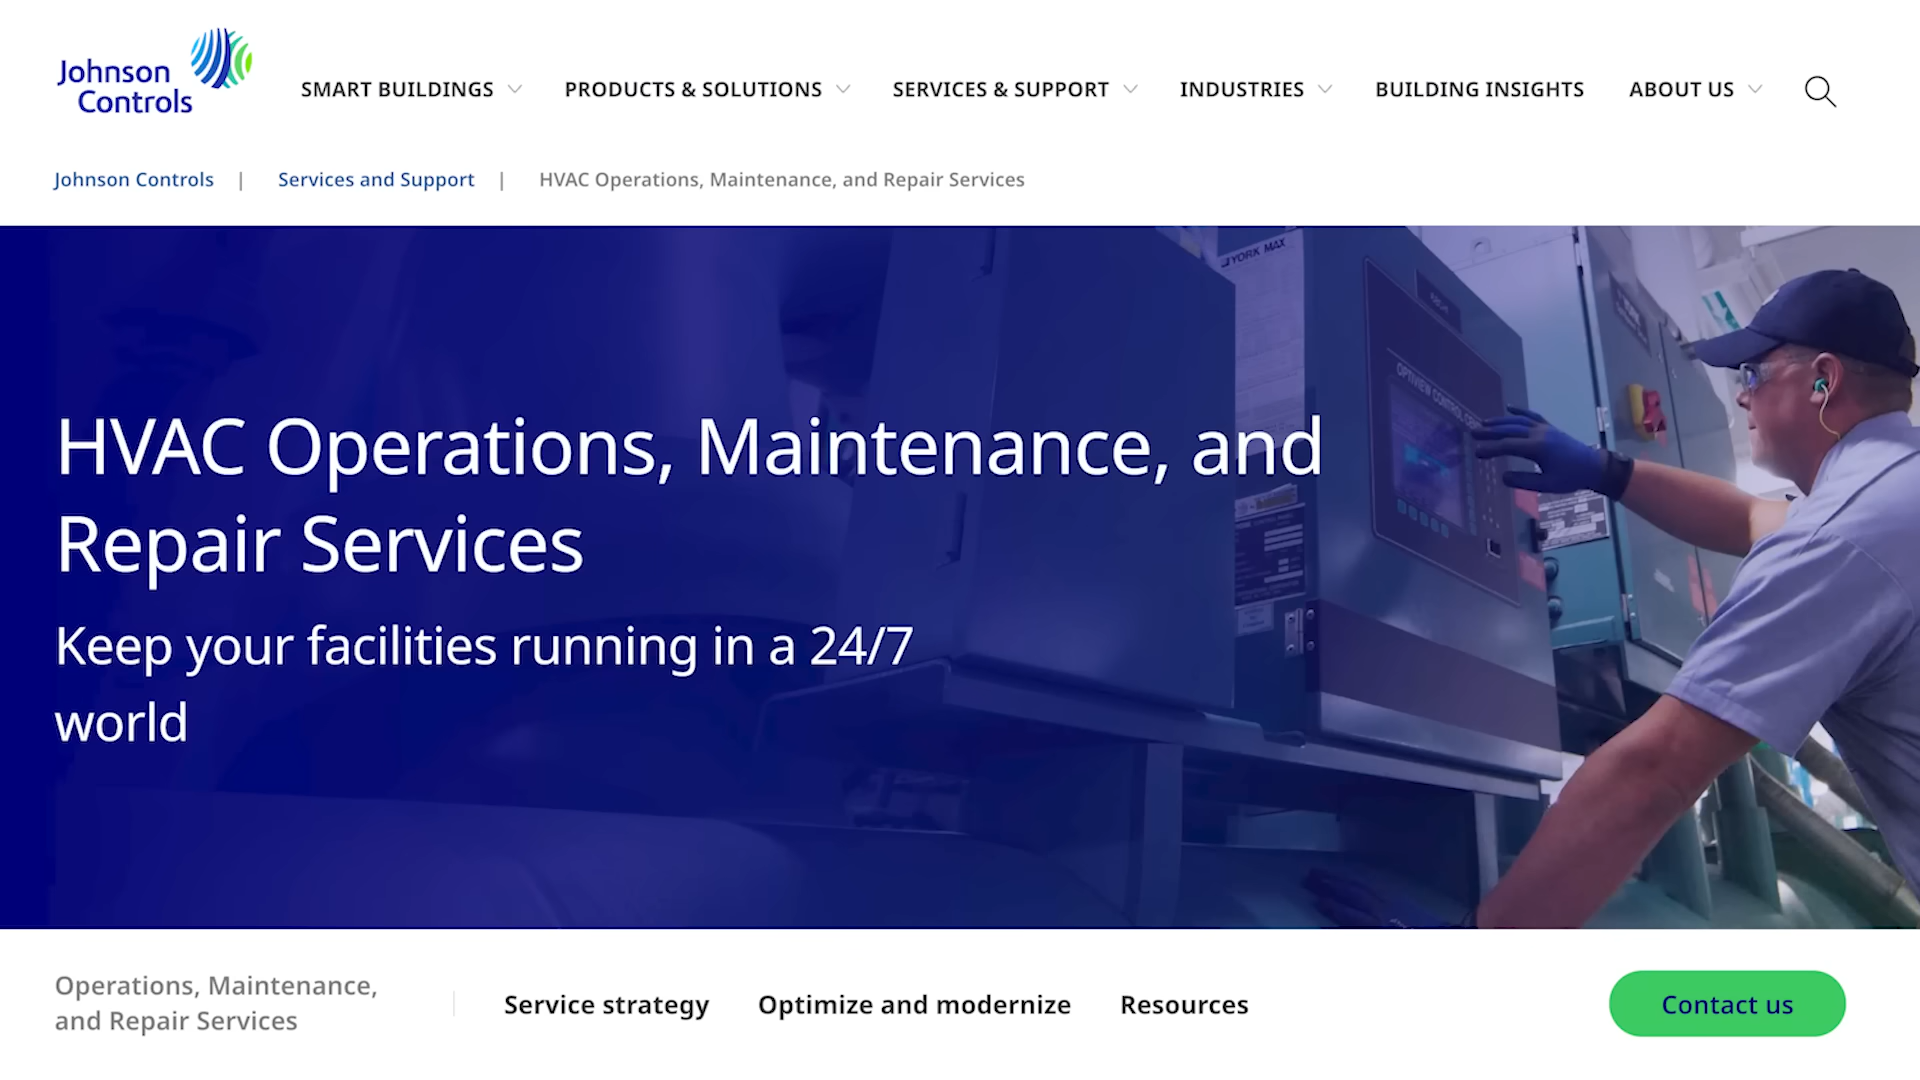 Johnson
Controls
SMART BUILDINGS
PRODUCTS & SOLUTIONS
SERVICES & SUPPORT
INDUSTRIES
BUILDING INSIGHTS
ABOUT US
Johnson Controls | Services and Support | HVAC Operations, Maintenance, and Repair Services
YORK MAX
OPTIVIEW CONTROL
HVAC Operations, Maintenance, and
Repair Services
Keep your facilities running in a 24/7
world
Operations, Maintenance,
and Repair Services
Service strategy
Optimize and modernize
Resources
Contact us